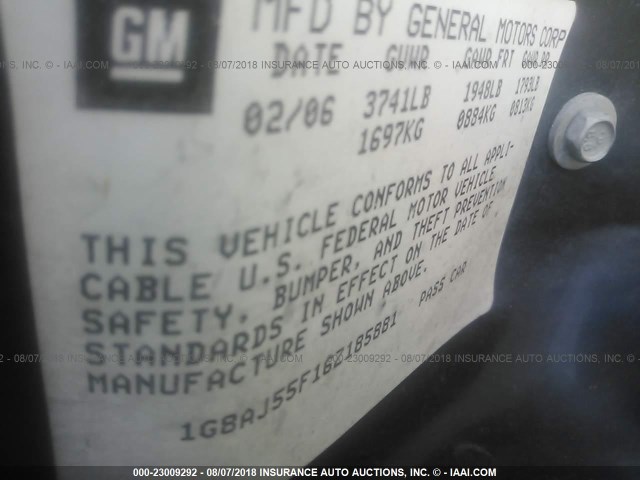 GM
MFD BY GENERAL MOTORS CORP
DATE GVWR GAWR FRT GAWR RR
02/06 3741LB 1948LB 1793LB
1697KG 0884KG 0813KG
THIS VEHICLE CONFORMS TO ALL APPLI-
CABLE U.S. FEDERAL MOTOR VEHICLE
SAFETY, BUMPER, AND THEFT PREVENTION
STANDARDS IN EFFECT ON THE DATE OF
MANUFACTURE SHOWN ABOVE.
1G8AJ55F16Z185881 PASS CAR
000-23009292 - 08/07/2018 INSURANCE AUTO AUCTIONS, INC. - © IAAI.COM